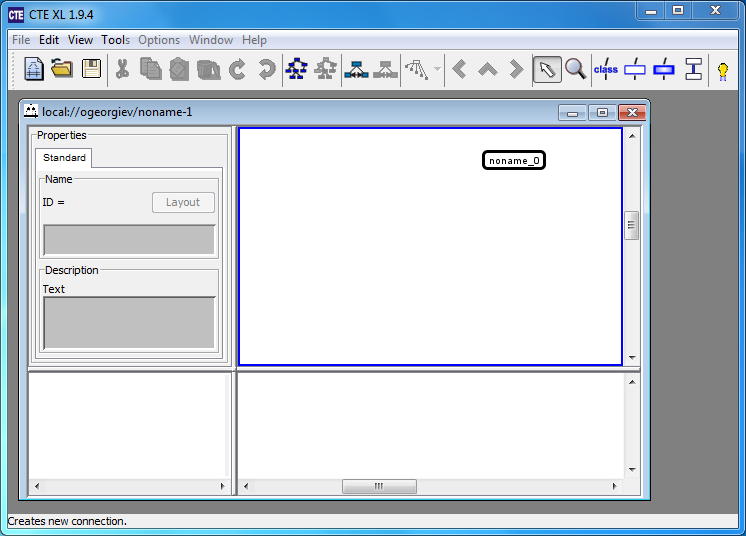 CTE CTE XL 1.9.4
File Edit View Tools Options Window Help
class
local://ogeorgiev/noname-1
Properties
Standard
Name
ID =
Layout
Description
Text
noname_0
Creates new connection.